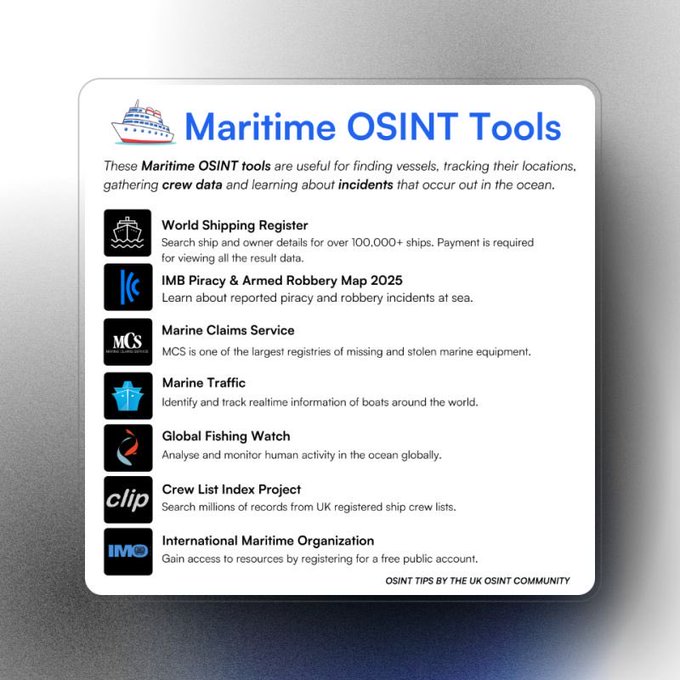 Maritime OSINT Tools
These Maritime OSINT tools are useful for finding vessels, tracking their locations,
gathering crew data and learning about incidents that occur out in the ocean.
World Shipping Register
Search ship and owner details for over 100,000+ ships. Payment is required
for viewing all the result data.
IMB Piracy & Armed Robbery Map 2025
Learn about reported piracy and robbery incidents at sea.
MCS
MARINE CLAIMS SERVICE
Marine Claims Service
MCS is one of the largest registries of missing and stolen marine equipment.
Marine Traffic
Identify and track realtime information of boats around the world.
Global Fishing Watch
Analyse and monitor human activity in the ocean globally.
clip
Crew List Index Project
Search millions of records from UK registered ship crew lists.
IMO
International Maritime Organization
Gain access to resources by registering for a free public account.
OSINT TIPS BY THE UK OSINT COMMUNITY